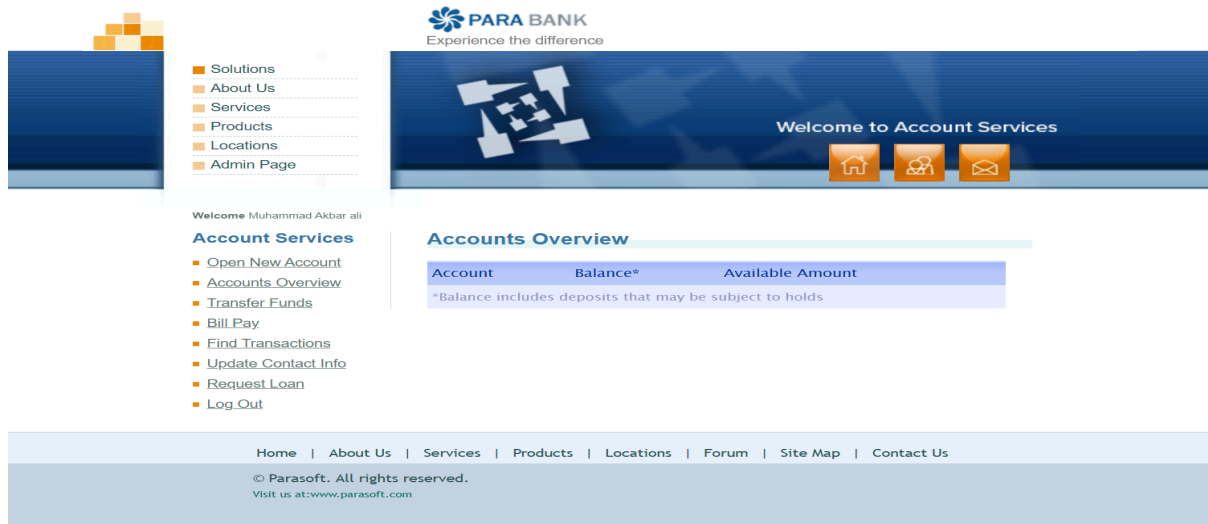 PARA BANK
Experience the difference
Solutions
About Us
Services
Products
Locations
Admin Page
Welcome to Account Services
Welcome Muhammad Akbar ali
Account Services
Open New Account
Accounts Overview
Transfer Funds
Bill Pay
Find Transactions
Update Contact Info
Request Loan
Log Out
Accounts Overview
Account Balance* Available Amount
*Balance includes deposits that may be subject to holds
Home | About Us | Services | Products | Locations | Forum | Site Map | Contact Us
© Parasoft. All rights reserved.
Visit us at:www.parasoft.com